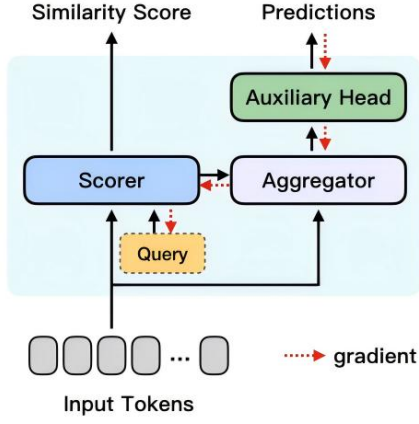 Similarity Score
Predictions
Auxiliary Head
Scorer
Aggregator
Query
...
gradient
Input Tokens